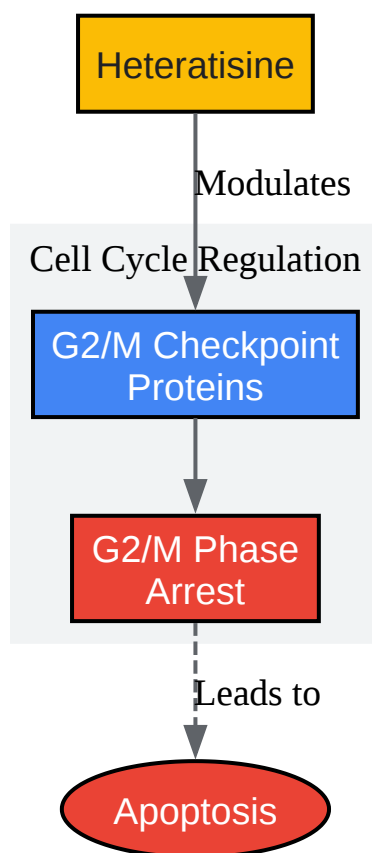 Heteratisine
Modulates
Cell Cycle Regulation
G2/M Checkpoint
Proteins
G2/M Phase
Arrest
Leads to
Apoptosis